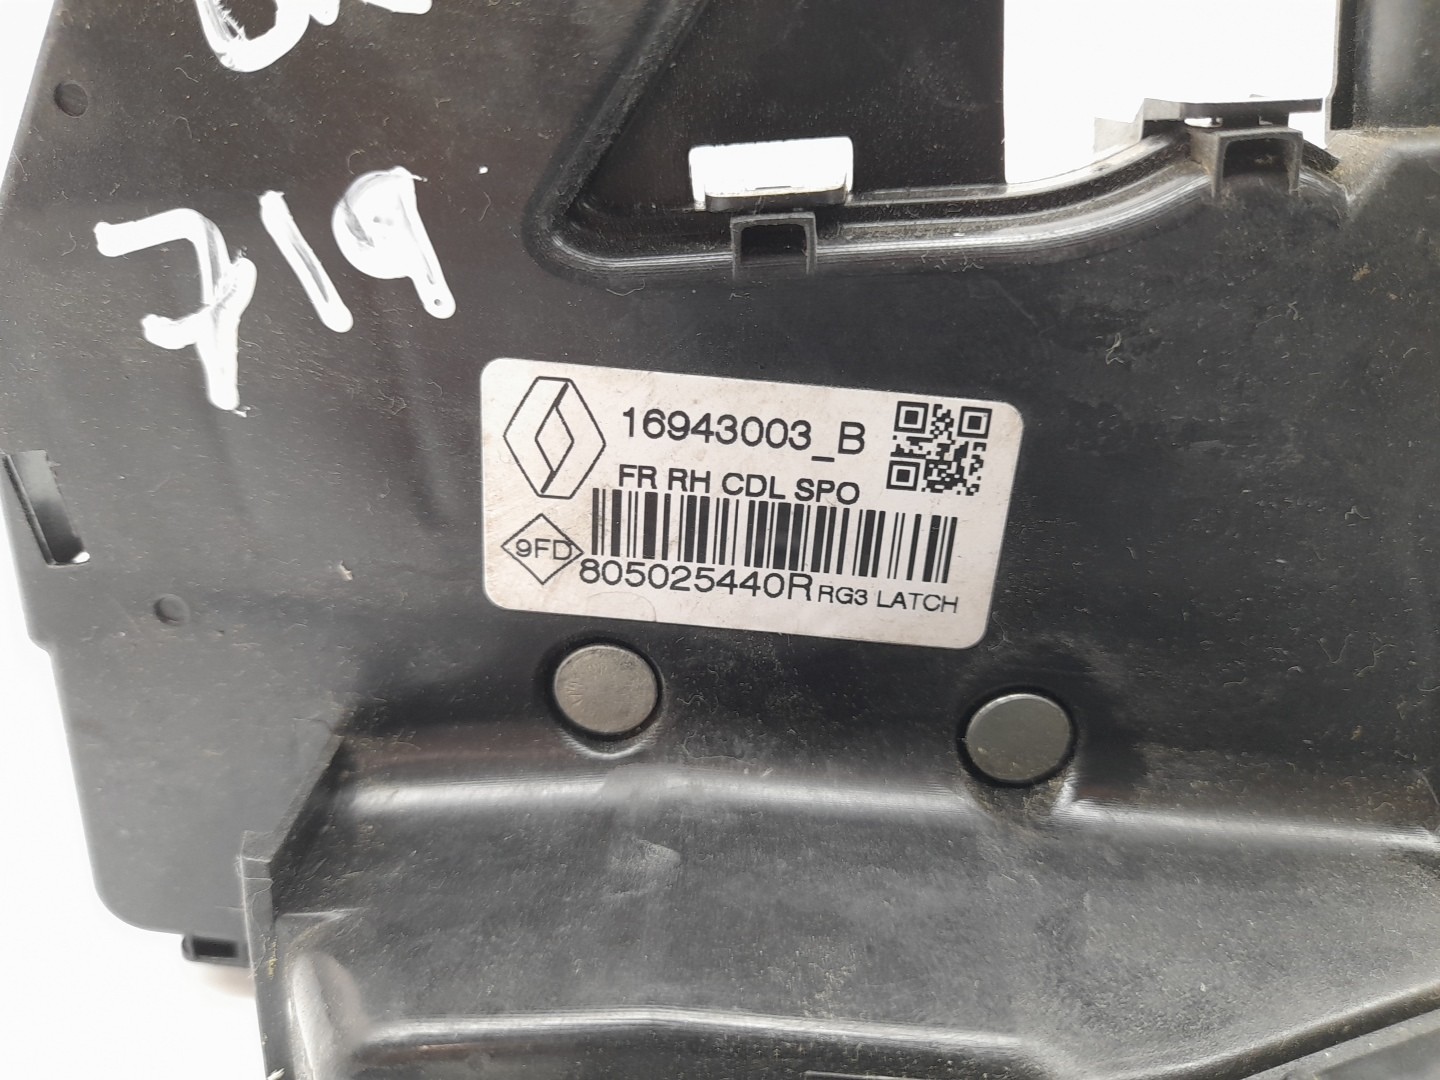 719
16943003_B
FR RH CDL SPO
9FD
805025440R RG3 LATCH